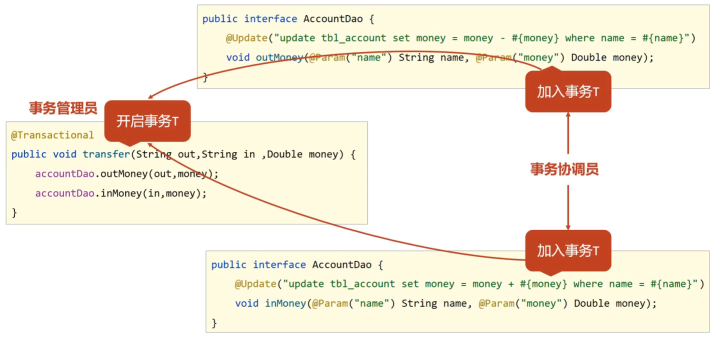 public interface AccountDao {
@Update("update tbl_account set money = money - #{money} where name = #{name}")
void outMoney(@Param("name") String name, @Param("money") Double money);
}
加入事务T
事务管理员
开启事务T
@Transactional
public void transfer(String out,String in ,Double money) {
accountDao.outMoney(out,money);
accountDao.inMoney(in,money);
}
事务协调员
加入事务T
public interface AccountDao {
@Update("update tbl_account set money = money + #{money} where name = #{name}")
void inMoney(@Param("name") String name, @Param("money") Double money);
}